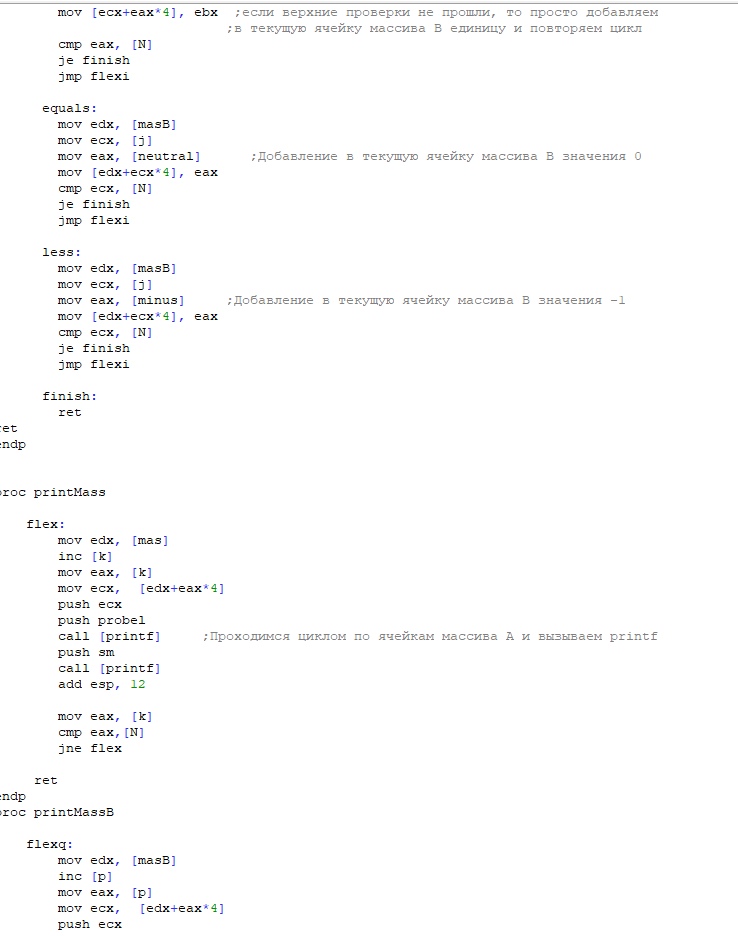 mov [ecx+eax*4], ebx ;если верхние проверки не прошли, то просто добавляем
;в текущую ячейку массива B единицу и повторяем цикл
cmp eax, [N]
je finish
jmp flexi
equals:
mov edx, [masB]
mov ecx, [j]
mov eax, [neutral] ;Добавление в текущую ячейку массива B значения 0
mov [edx+ecx*4], eax
cmp ecx, [N]
je finish
jmp flexi
less:
mov edx, [masB]
mov ecx, [j]
mov eax, [minus] ;Добавление в текущую ячейку массива B значения -1
mov [edx+ecx*4], eax
cmp ecx, [N]
je finish
jmp flexi
finish:
ret
ret
endp
proc printMass
flex:
mov edx, [mas]
inc [k]
mov eax, [k]
mov ecx, [edx+eax*4]
push ecx
push probel
call [printf] ;Проходимся циклом по ячейкам массива A и вызываем printf
push sm
call [printf]
add esp, 12
mov eax, [k]
cmp eax,[N]
jne flex
ret
endp
proc printMassB
flexq:
mov edx, [masB]
inc [p]
mov eax, [p]
mov ecx, [edx+eax*4]
push ecx